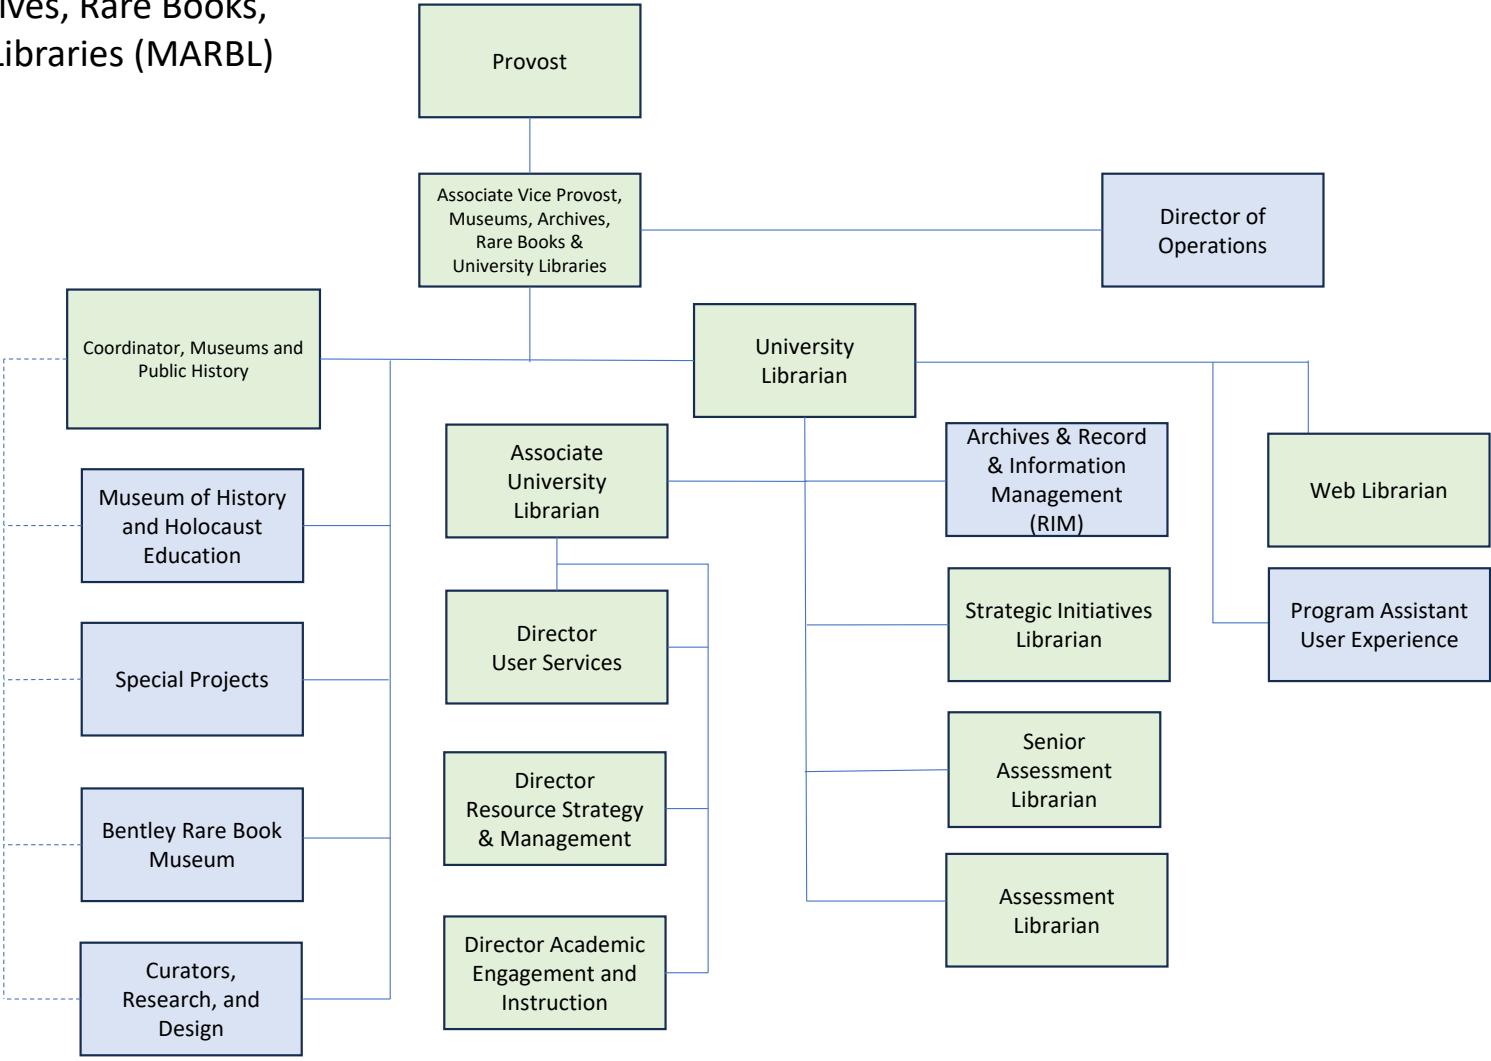 Rare Books,
Libraries (MARBL)
Provost
Associate Vice Provost,
Museums, Archives,
Rare Books &
University Libraries
Director of
Operations
Coordinator, Museums and
Public History
University
Librarian
Associate
University
Librarian
Archives & Record
& Information
Management
(RIM)
Web Librarian
Museum of History
and Holocaust
Education
Director
User Services
Strategic Initiatives
Librarian
Program Assistant
User Experience
Special Projects
Director
Resource Strategy
& Management
Senior
Assessment
Librarian
Bentley Rare Book
Museum
Director Academic
Engagement and
Instruction
Assessment
Librarian
Curators,
Research, and
Design